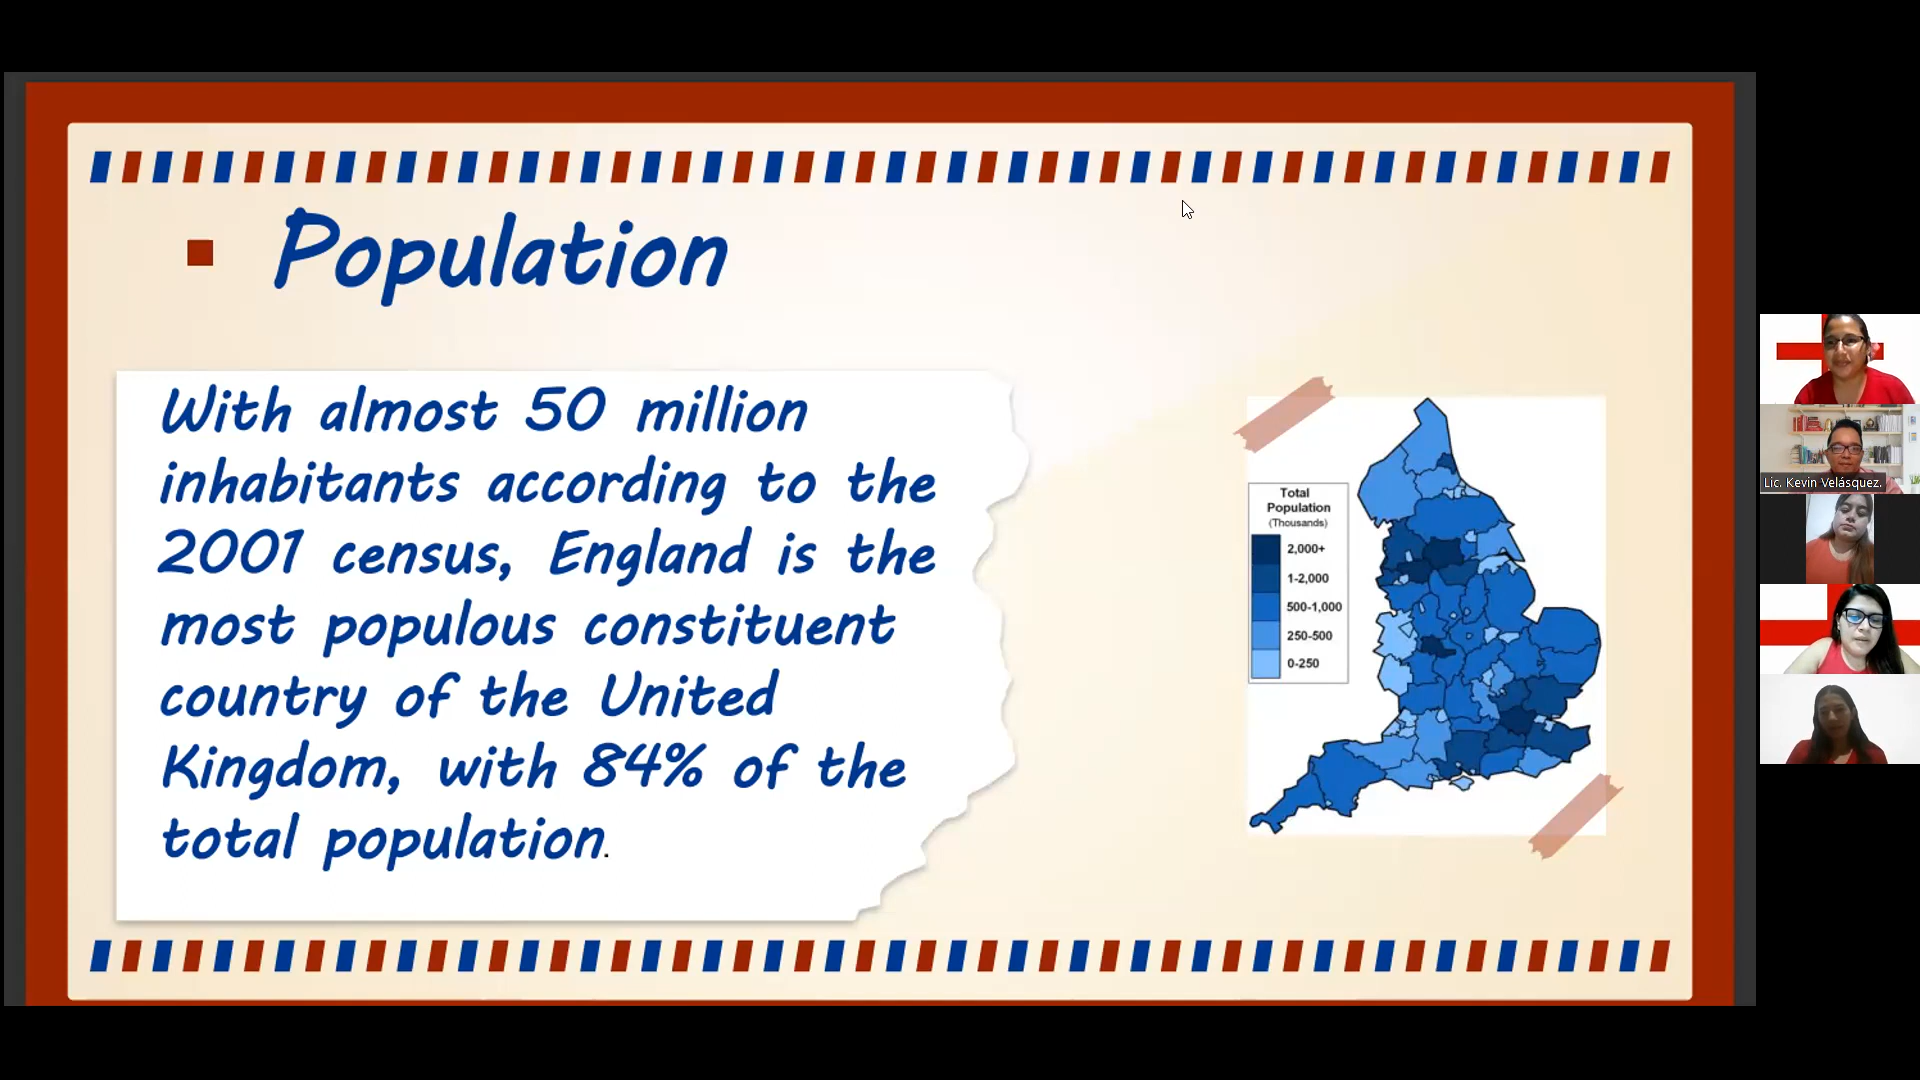 Population
With almost 50 million
inhabitants according to the
2001 census, England is the
most populous constituent
country of the United
Kingdom, with 84% of the
total population.
Total
Population
(Thousands)
2,000+
1-2,000
500-1,000
250-500
0-250
Lic. Kevin Velásquez.